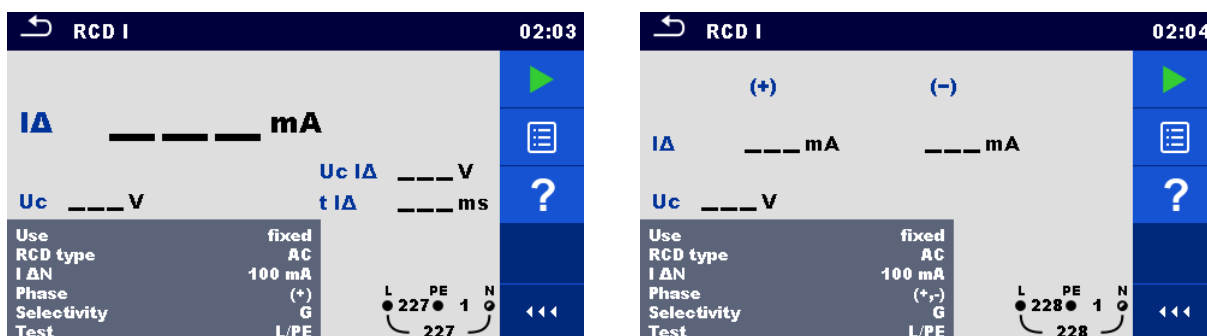 RCD I 02:03
IΔ ___ mA
Uc IΔ ___ V
Uc ___ V t IΔ ___ ms
?
Use fixed
RCD type AC
I ΔN 100 mA
Phase (+)
Selectivity G
Test L/PE
L PE N
227 1
227
RCD I 02:04
(+) (-)
IΔ ___ mA ___ mA
Uc ___ V
?
Use fixed
RCD type AC
I ΔN 100 mA
Phase (+,-)
Selectivity G
Test L/PE
L PE N
228 1
228